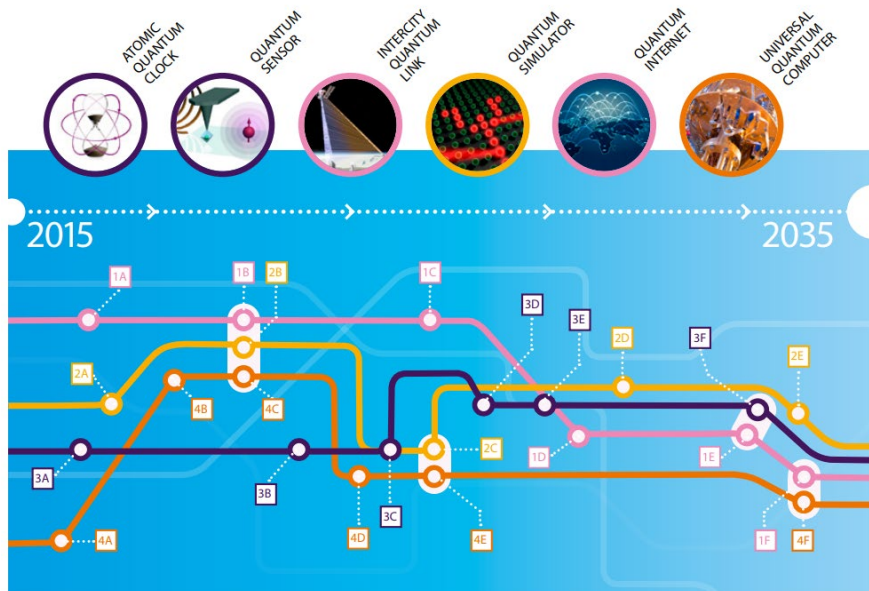 ATOMIC
QUANTUM
CLOCK
QUANTUM
SENSOR
INTERCITY
QUANTUM
LINK
QUANTUM
SIMULATOR
QUANTUM
INTERNET
UNIVERSAL
QUANTUM
COMPUTER
2015
2035
1A
1B
2B
1C
3D
3E
2D
3F
2E
2A
4B
4C
3A
3B
2C
1D
1E
4A
4D
3C
4E
1F
4F